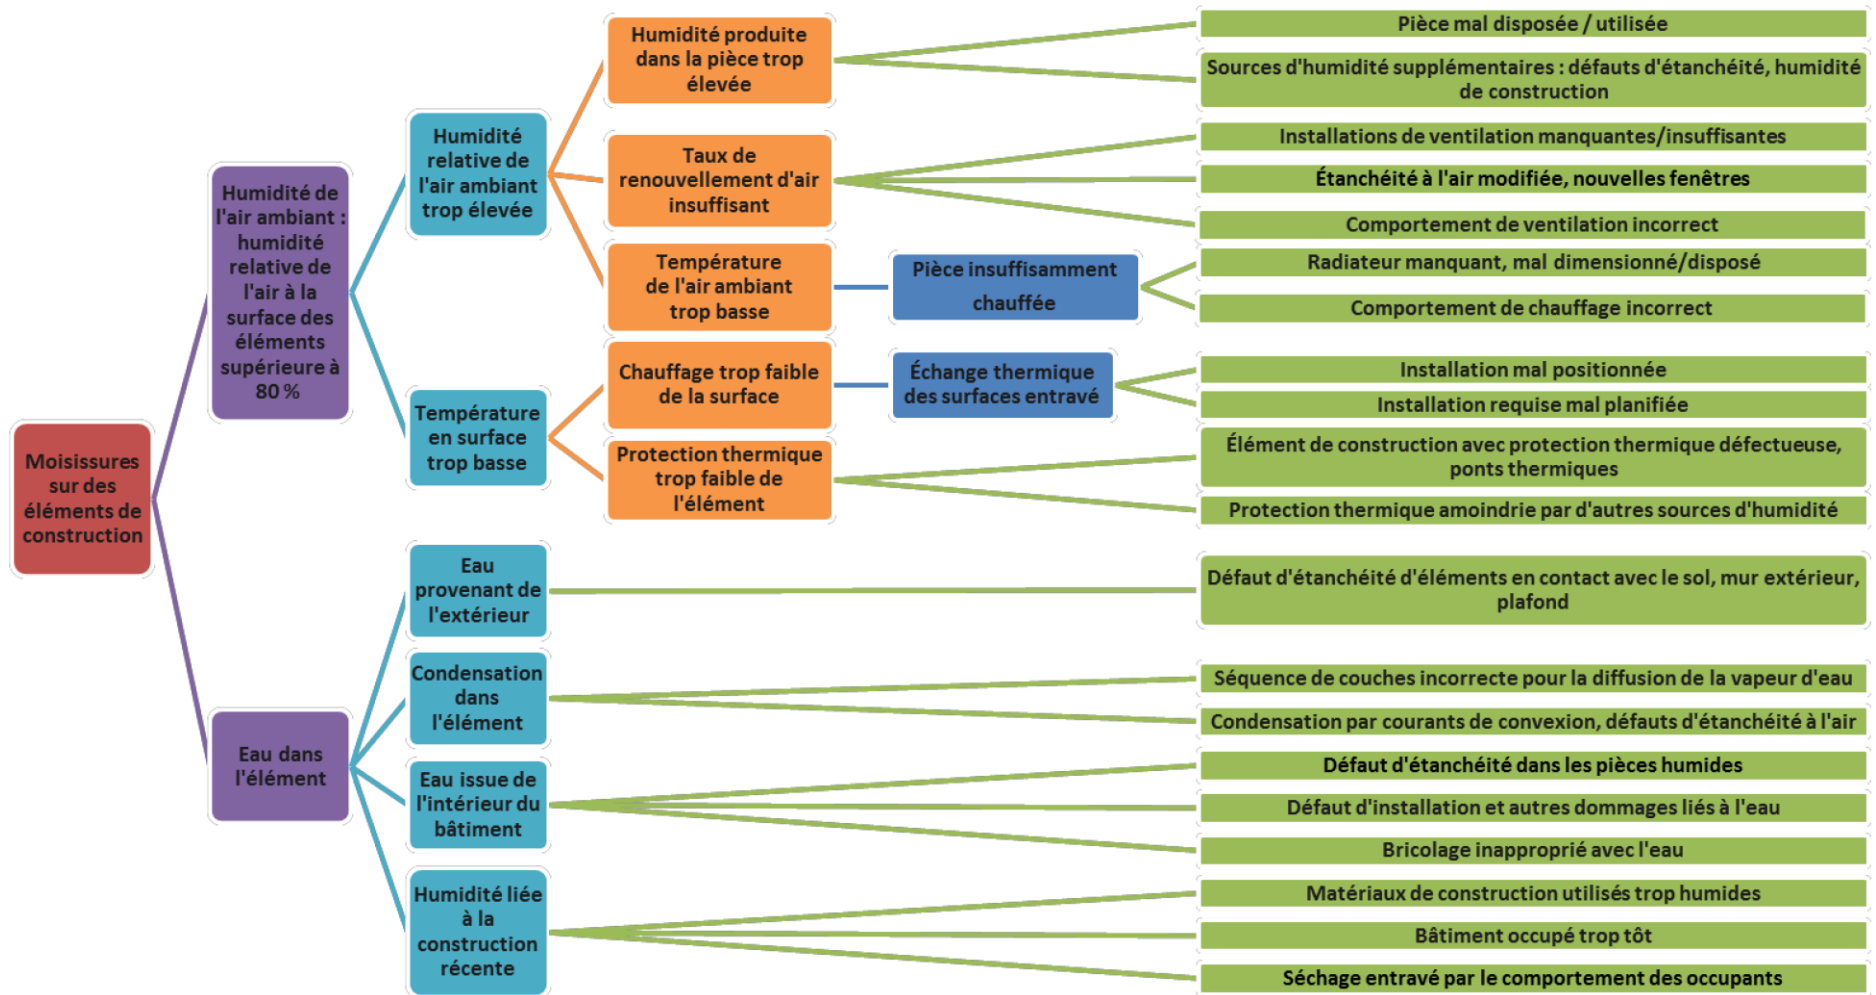 Moisissures
sur des
éléments de
construction
Humidité de
l'air ambiant :
humidité
relative de
l'air à la
surface des
éléments
supérieure à
80 %
Humidité
relative de
l'air ambiant
trop élevée
Humidité produite
dans la pièce trop
élevée
Pièce mal disposée / utilisée
Sources d'humidité supplémentaires : défauts d'étanchéité, humidité
de construction
Taux de
renouvellement d'air
insuffisant
Installations de ventilation manquantes/insuffisantes
Étanchéité à l'air modifiée, nouvelles fenêtres
Comportement de ventilation incorrect
Température
de l'air ambiant
trop basse
Pièce insuffisamment
chauffée
Radiateur manquant, mal dimensionné/disposé
Comportement de chauffage incorrect
Température
en surface
trop basse
Chauffage trop faible
de la surface
Échange thermique
des surfaces entravé
Installation mal positionnée
Installation requise mal planifiée
Protection thermique
trop faible de
l'élément
Élément de construction avec protection thermique défectueuse,
ponts thermiques
Protection thermique amoindrie par d'autres sources d'humidité
Eau dans
l'élément
Eau
provenant de
l'extérieur
Défaut d'étanchéité d'éléments en contact avec le sol, mur extérieur,
plafond
Condensation
dans
l'élément
Séquence de couches incorrecte pour la diffusion de la vapeur d'eau
Condensation par courants de convexion, défauts d'étanchéité à l'air
Eau issue de
l'intérieur du
bâtiment
Défaut d'étanchéité dans les pièces humides
Défaut d'installation et autres dommages liés à l'eau
Bricolage inapproprié avec l'eau
Humidité liée
à la
construction
récente
Matériaux de construction utilisés trop humides
Bâtiment occupé trop tôt
Séchage entravé par le comportement des occupants